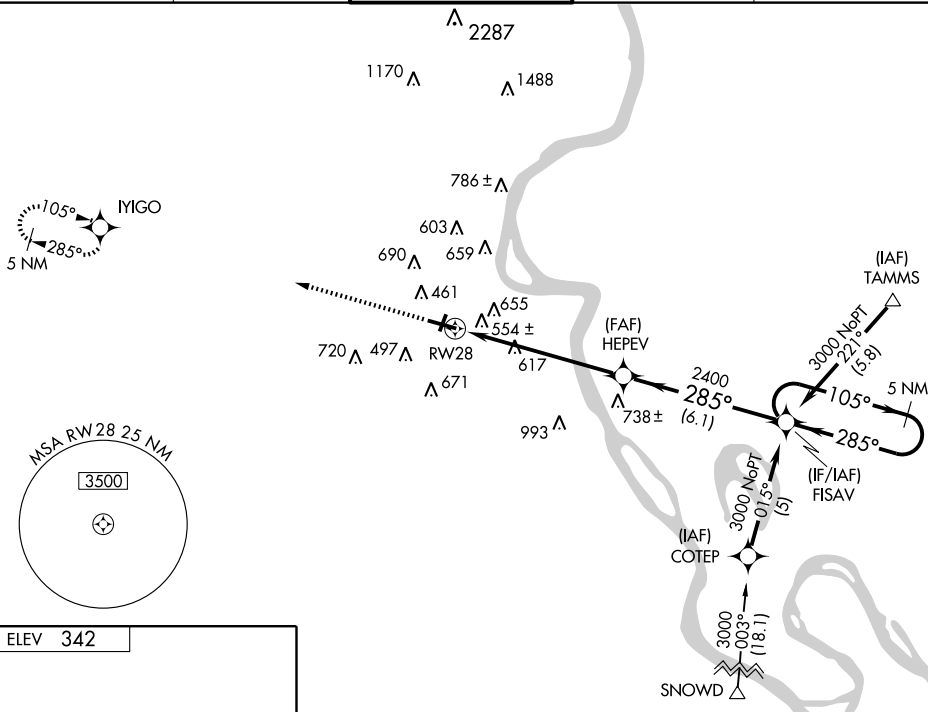 2287
1170
1488
786 ±
IYIGO
105°
285°
5 NM
603
659
690
461
655
554 ±
RW28
617
720
497
671
(IAF)
TAMMS
3000 NoPT
221°
(5.8)
(FAF)
HEPEV
2400
285°
(6.1)
738±
993
105°
5 NM
285°
(IF/IAF)
FISAV
3000 NoPT
015°
(5)
(IAF)
COTEP
3000
003°
(18.1)
SNOWD
MSA RW28 25 NM
3500
ELEV 342